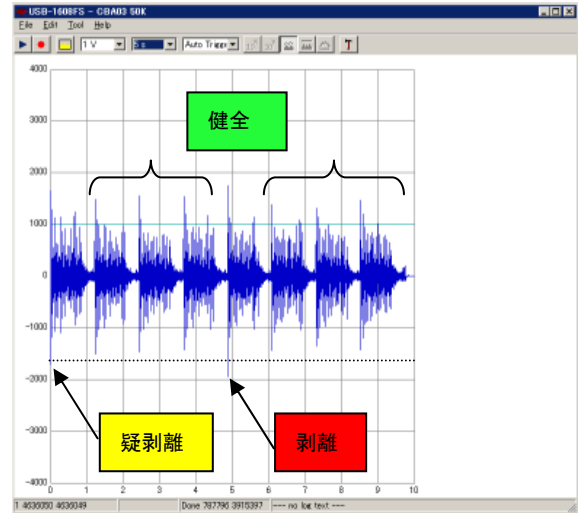 USB-1608FS - CBA03 50K
File Edit Tool Help
1 V
5 s
Auto Trigger
T
4000
3000
2000
1000
0
-1000
-2000
-3000
-4000
健全
疑剥離
剥離
0 1 2 3 4 5 6 7 8 9 10
1 4636050 4636049
Done 787796 3915397
--- no log text ---